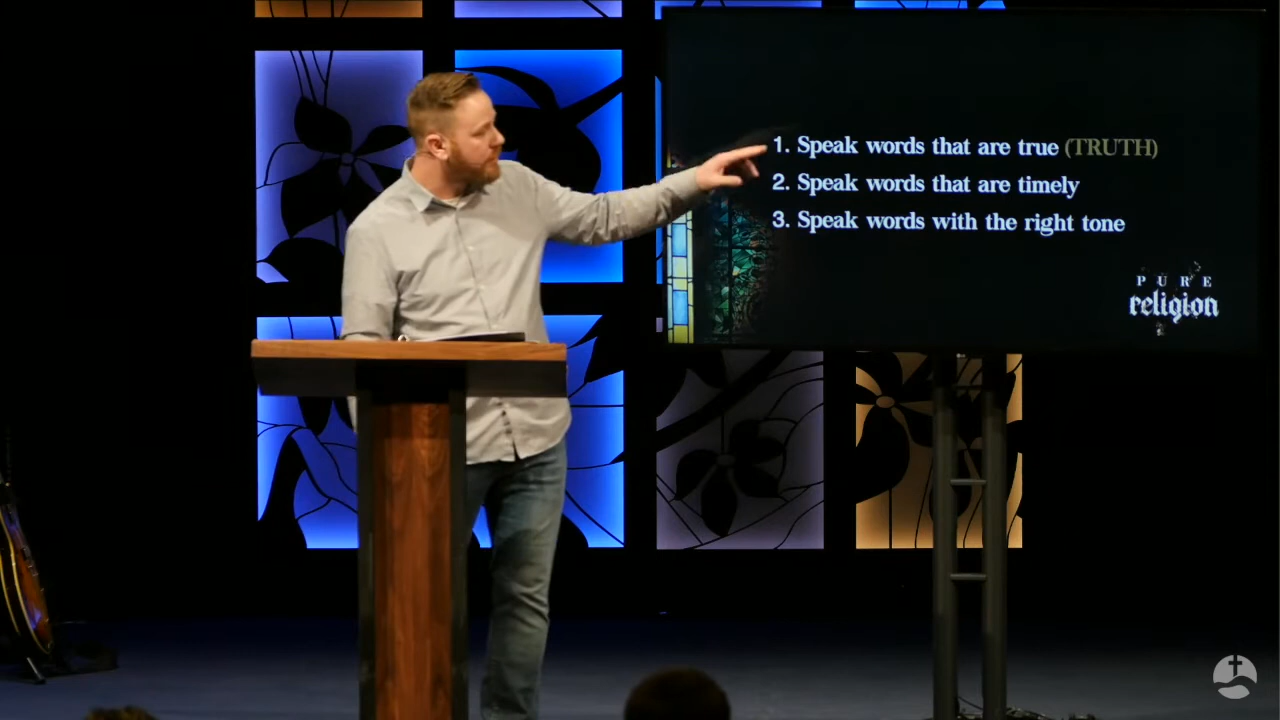 1. Speak words that are true (TRUTH)
2. Speak words that are timely
3. Speak words with the right tone
PURE
religion